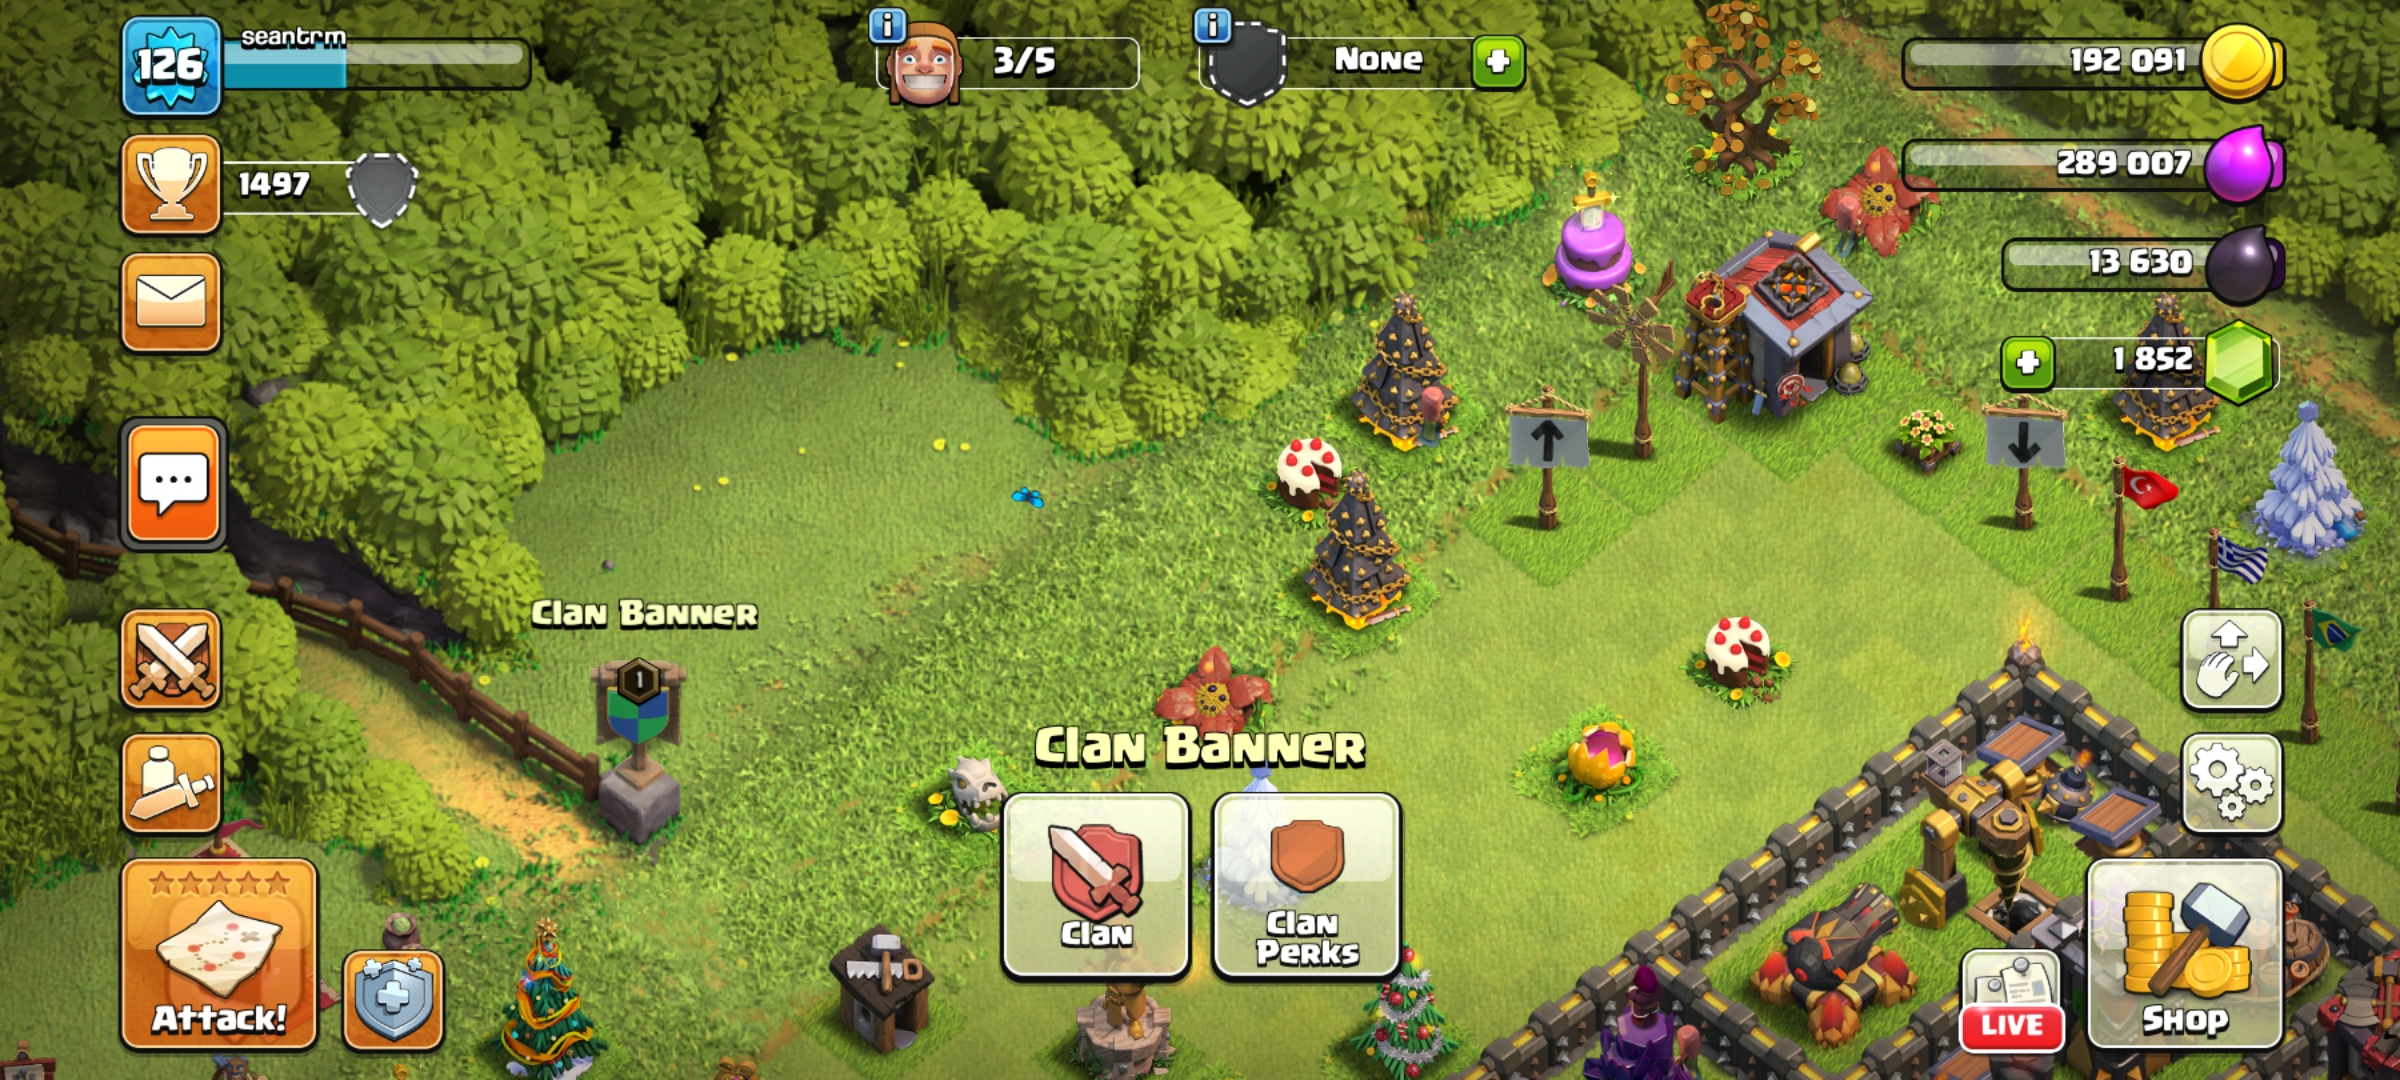 126
seantrm
3/5
None
192 091
1497
289 007
13 630
1 852
Clan Banner
1
Clan Banner
Clan
Clan
Perks
Attack!
LIVE
Shop